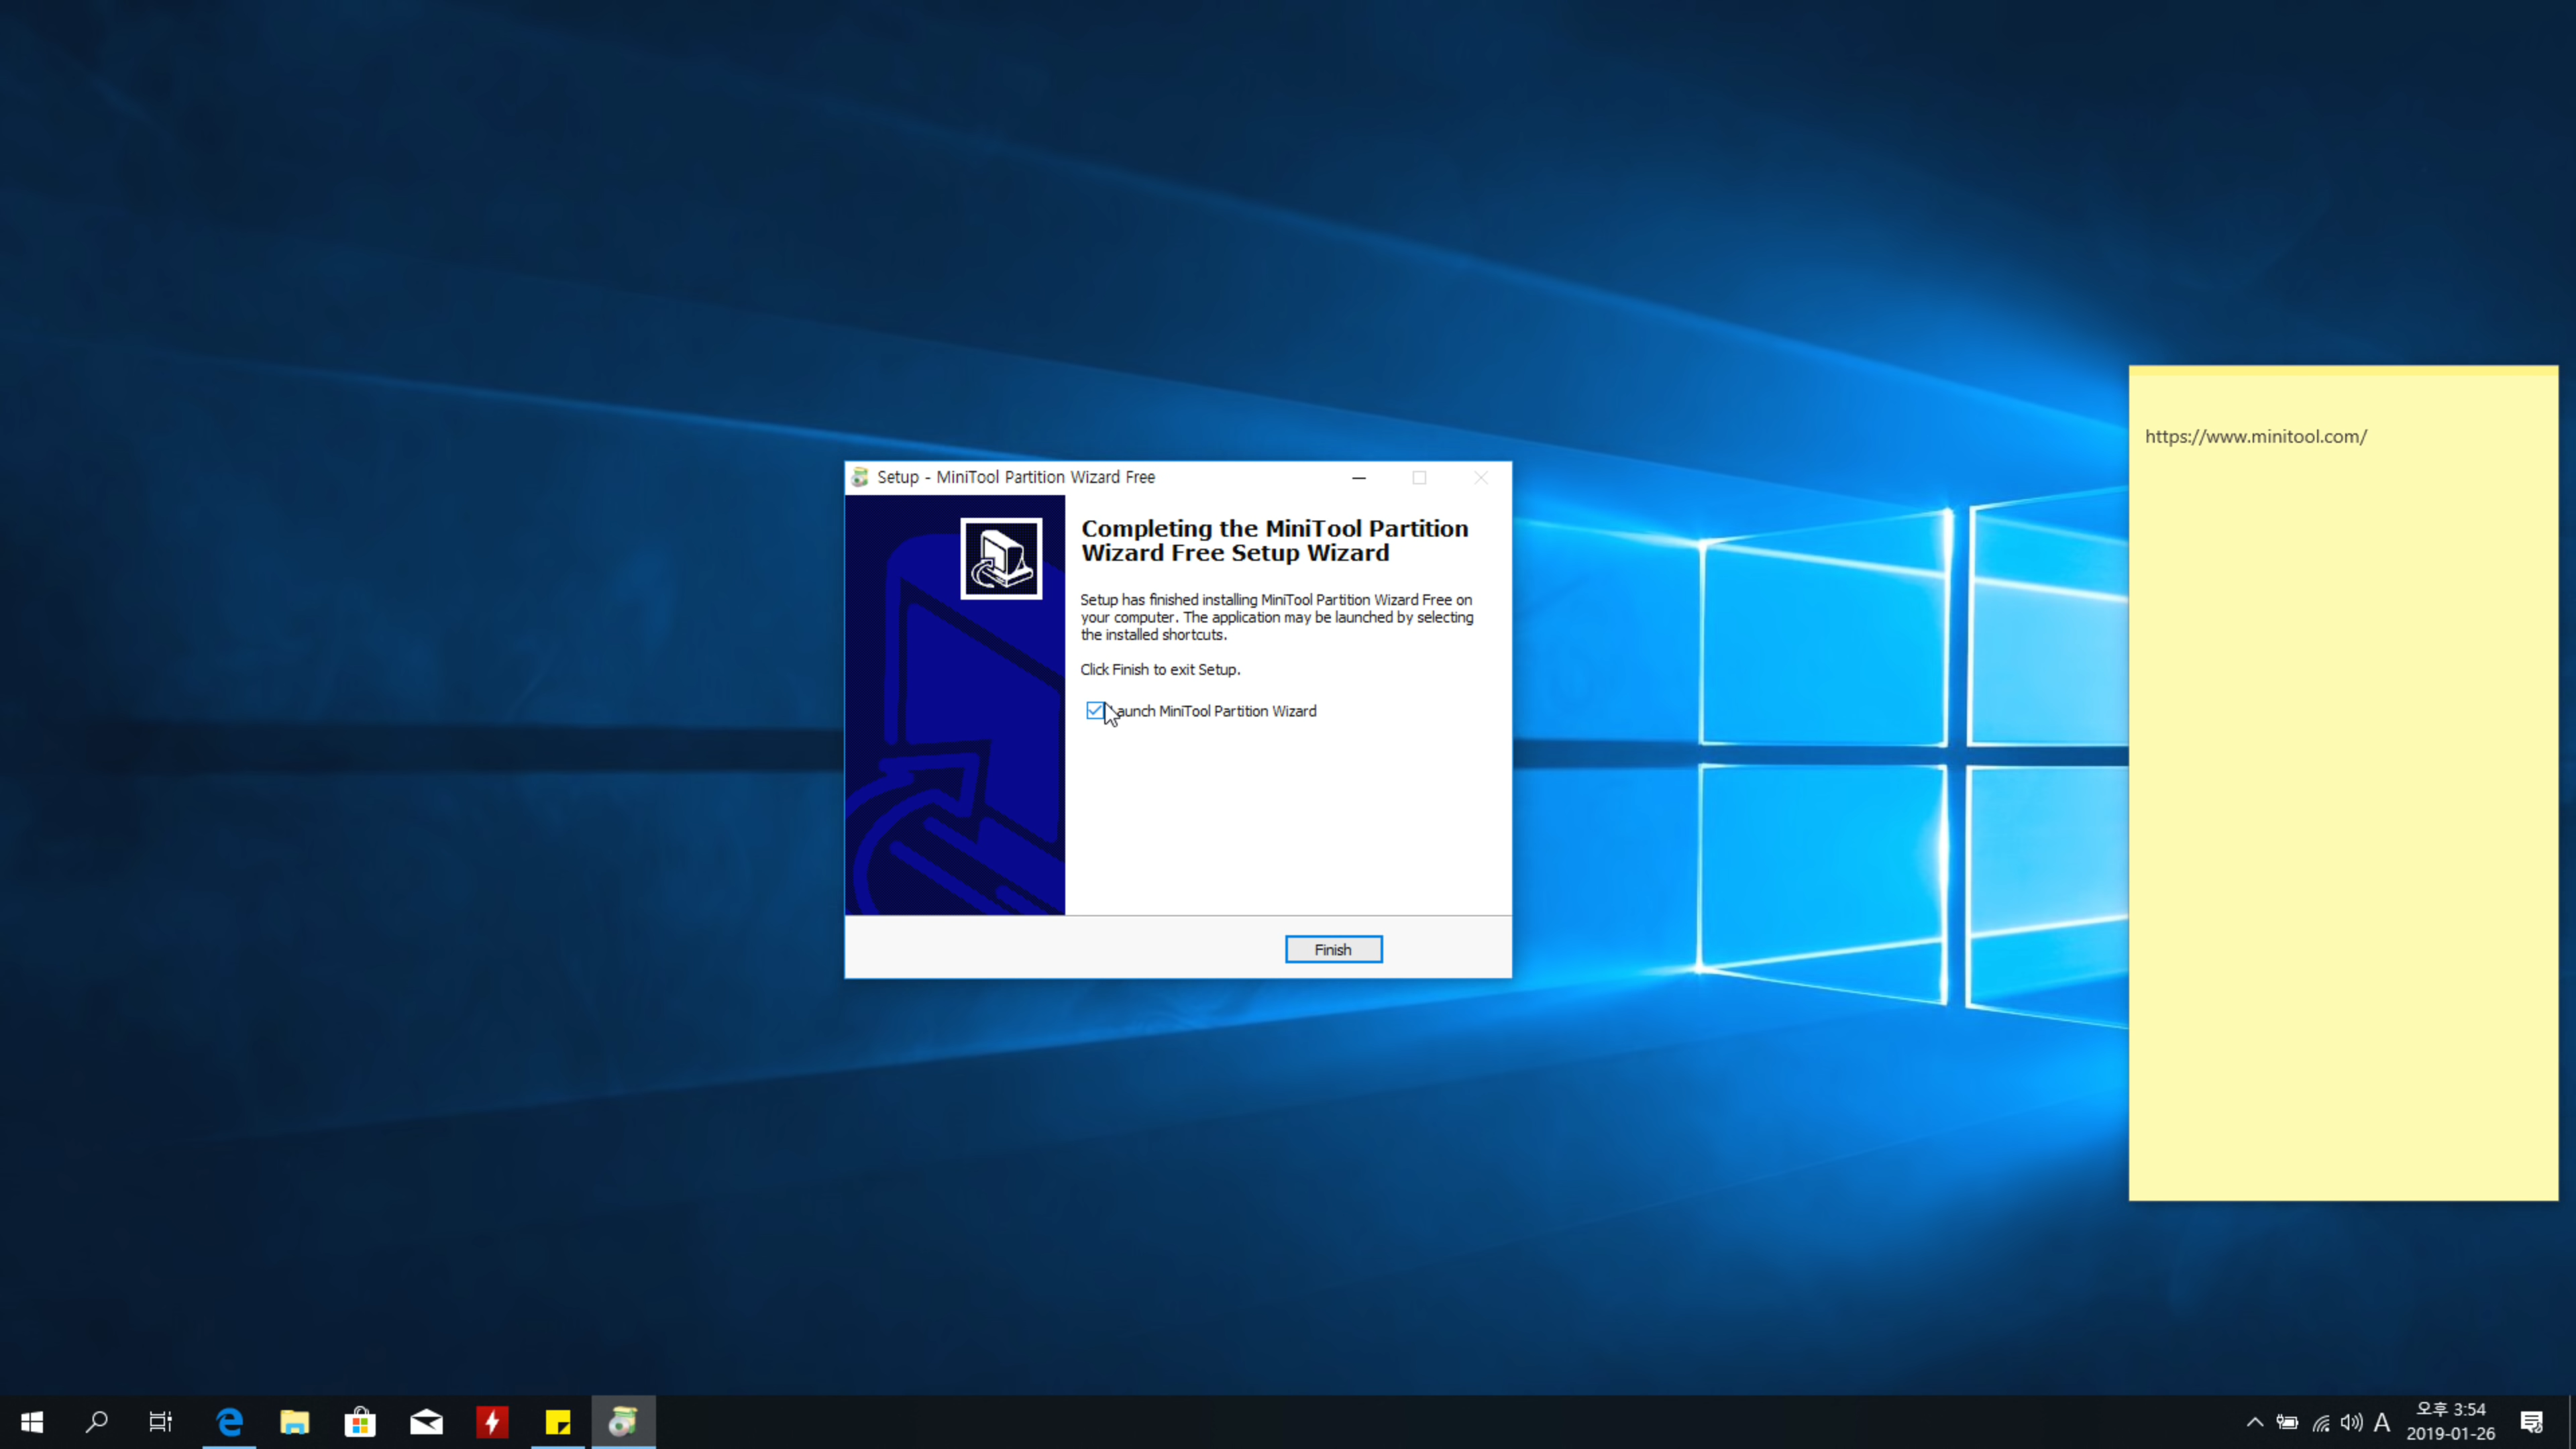 Setup - MiniTool Partition Wizard Free
Completing the MiniTool Partition
Wizard Free Setup Wizard
Setup has finished installing MiniTool Partition Wizard Free on
your computer. The application may be launched by selecting
the installed shortcuts.
Click Finish to exit Setup.
Launch MiniTool Partition Wizard
Finish
https://www.minitool.com/
A
오후 3:54
2019-01-26